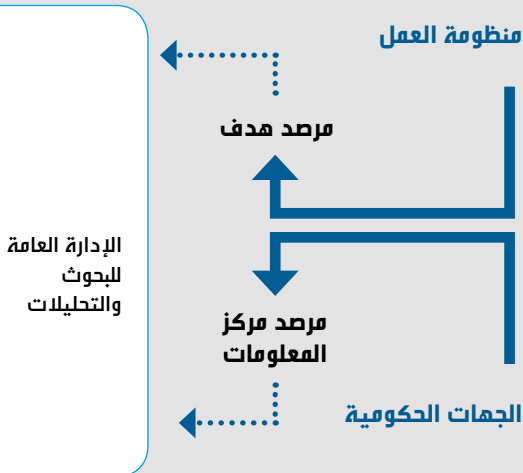 منظومة العمل
مرصد هدف
الإدارة العامة
للبحوث
والتحليلات
مرصد مركز
المعلومات
الجهات الحكومية